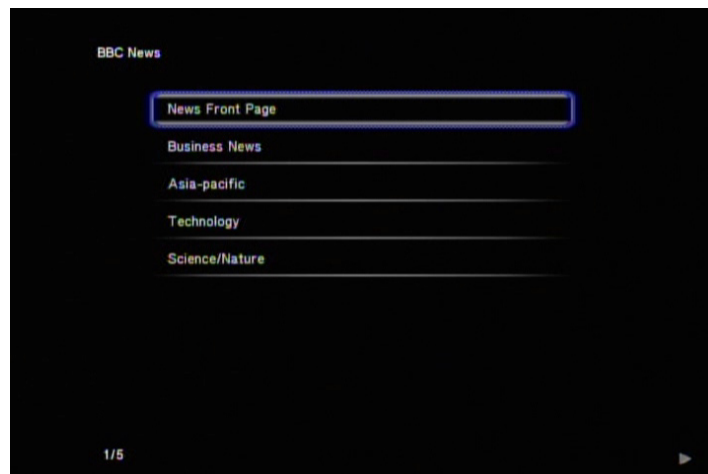 BBC News
News Front Page
Business News
Asia-pacific
Technology
Science/Nature
1/5